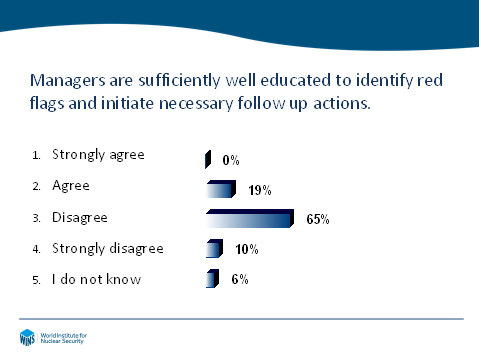 Managers are sufficiently well educated to identify red
flags and initiate necessary follow up actions.
1. Strongly agree 0%
2. Agree 19%
3. Disagree 65%
4. Strongly disagree 10%
5. I do not know 6%
WINS World Institute for
Nuclear Security